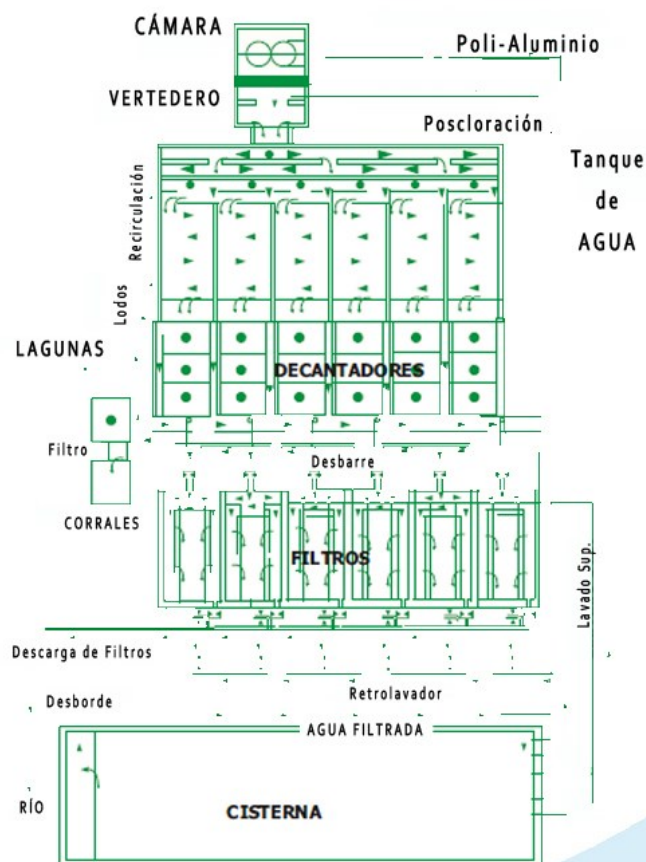 CÁMARA
Poli-Aluminio
VERTEDERO
Poscloración
Tanque
de
AGUA
Recirculación
Lodos
LAGUNAS
DECANTADORES
Filtro
Desbarre
CORRALES
FILTROS
Lavado Sup.
Descarga de Filtros
Retrolavador
Desborde
AGUA FILTRADA
RÍO
CISTERNA